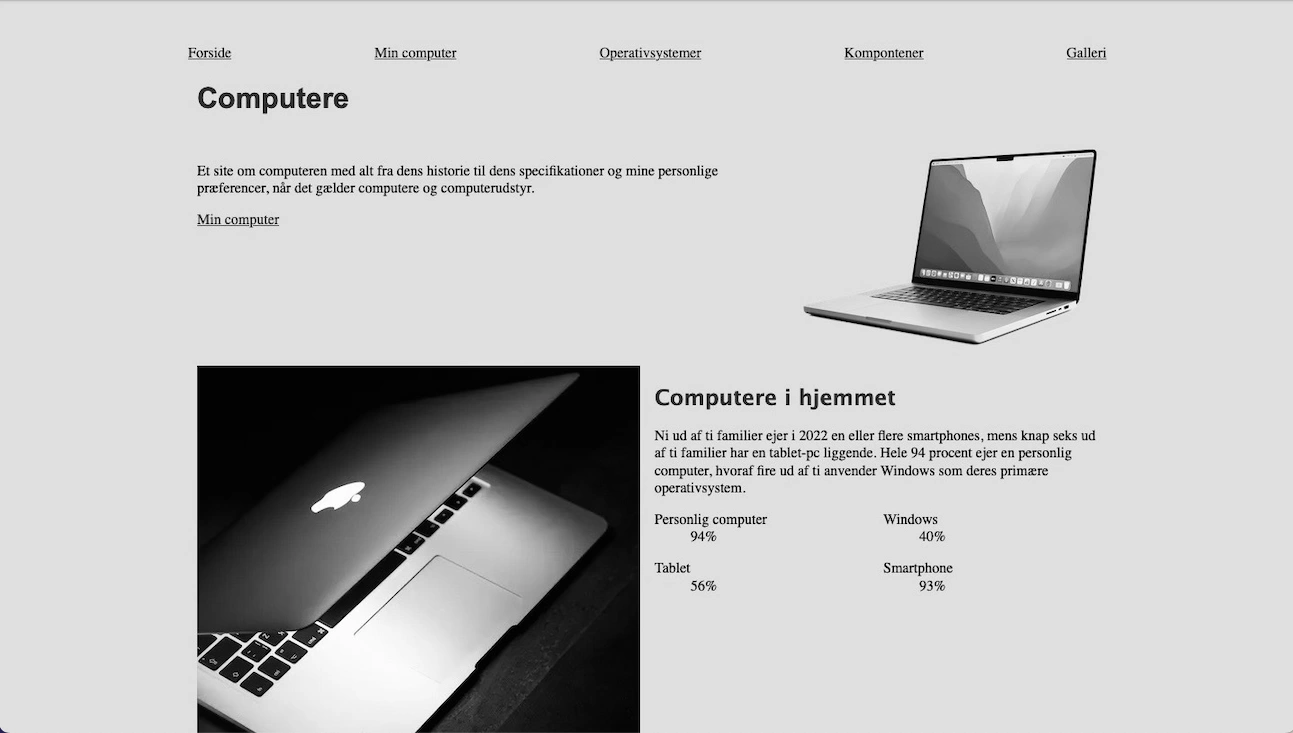 Forside Min computer Operativsystemer Kompontener Galleri
Computere
Et site om computeren med alt fra dens historie til dens specifikationer og mine personlige
præferencer, når det gælder computere og computerudstyr.
Min computer
Computere i hjemmet
Ni ud af ti familier ejer i 2022 en eller flere smartphones, mens knap seks ud
af ti familier har en tablet-pc liggende. Hele 94 procent ejer en personlig
computer, hvoraf fire ud af ti anvender Windows som deres primære
operativsystem.
Personlig computer Windows
94% 40%
Tablet Smartphone
56% 93%